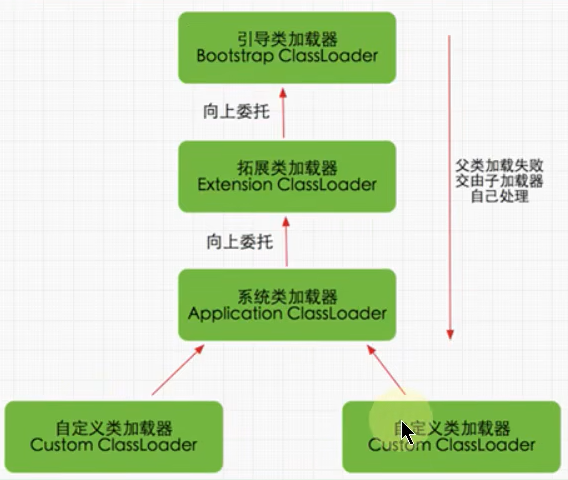 引导类加载器
Bootstrap ClassLoader
向上委托
拓展类加载器
Extension ClassLoader
父类加载失败
交由子加载器
自己处理
向上委托
系统类加载器
Application ClassLoader
自定义类加载器
Custom ClassLoader
自定义类加载器
Custom ClassLoader